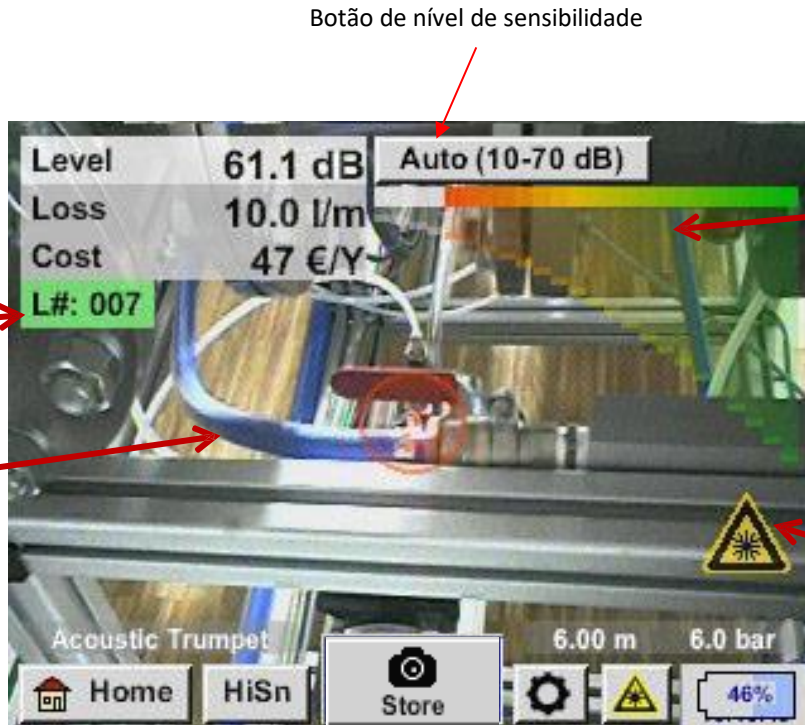 Botão de nível de sensibilidade
Level 61.1 dB
Auto (10-70 dB)
Loss 10.0 l/m
Cost 47 €/Y
L#: 007
Acoustic Trumpet 6.00 m 6.0 bar
Home HiSn Store 46%